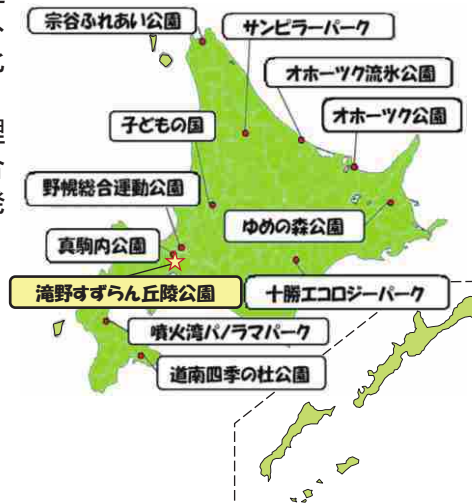 宗谷ふれあい公園
サンピラーパーク
オホーツク流氷公園
オホーツク公園
子どもの国
野幌総合運動公園
ゆめの森公園
真駒内公園
滝野すずらん丘陵公園
十勝エコロジーパーク
噴火湾パノラマパーク
道南四季の杜公園